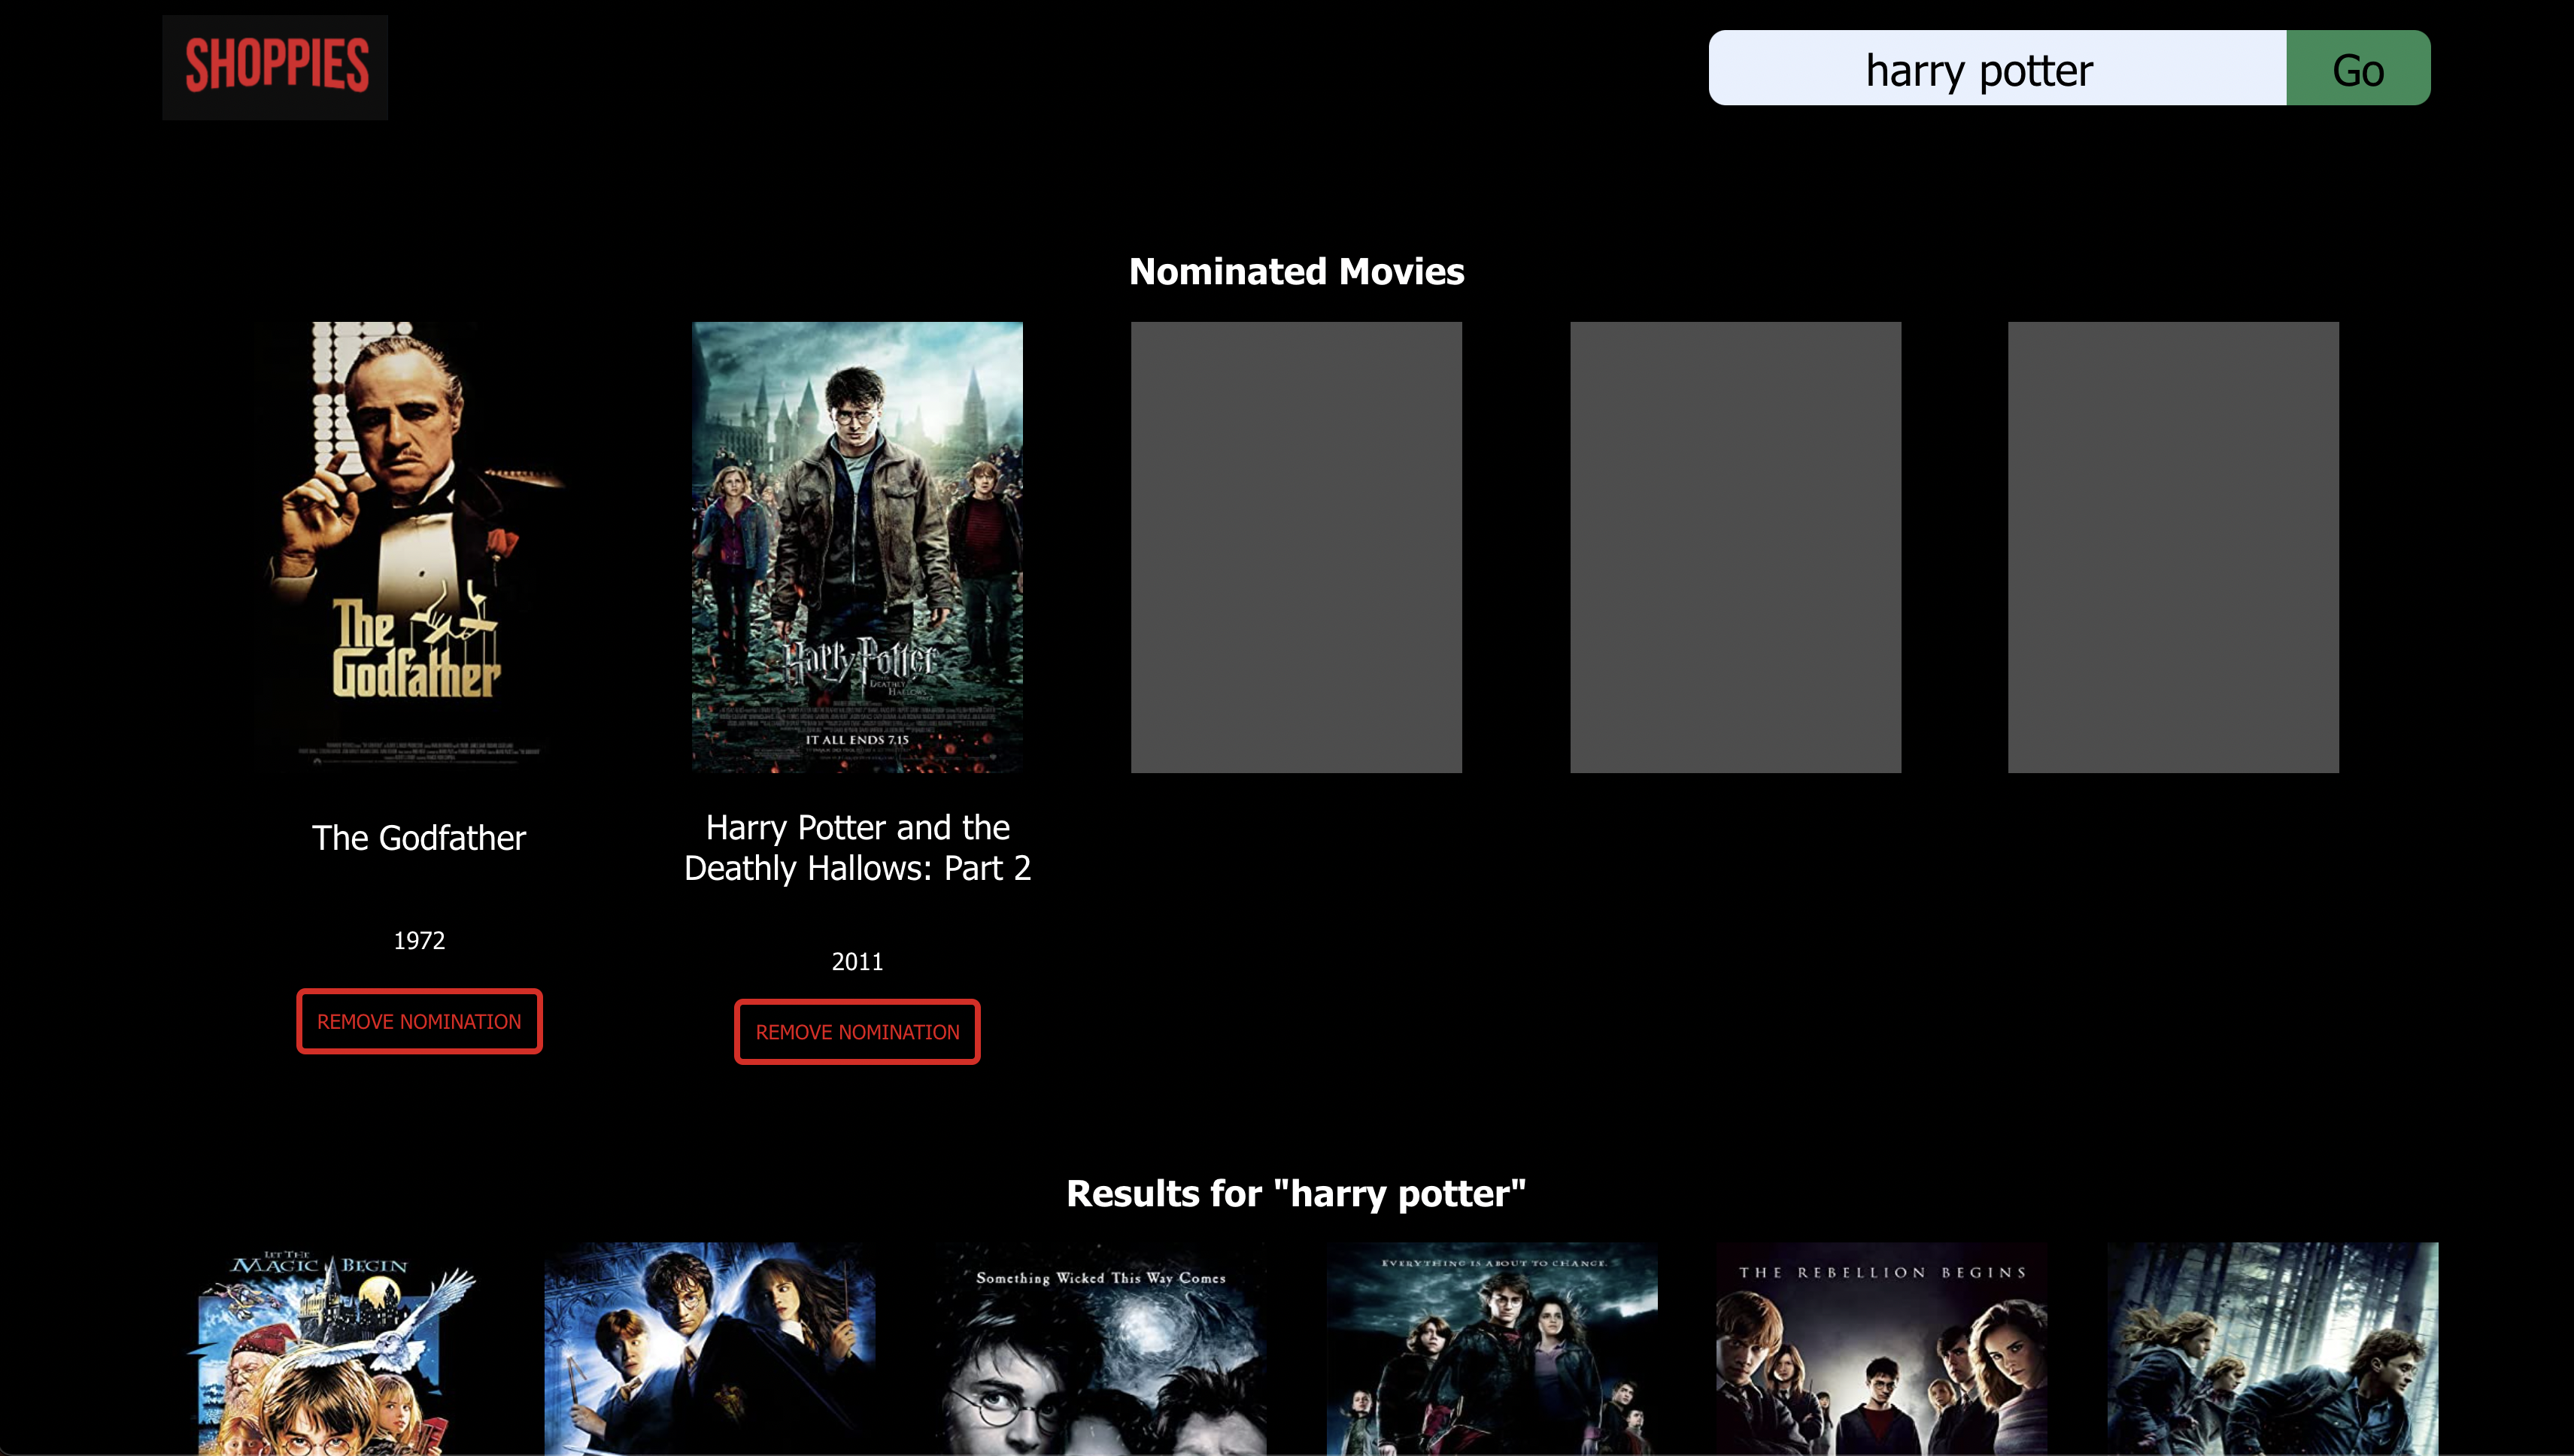 SHOPPIES
harry potter
Go
Nominated Movies
The
Godfather
Harry Potter
DEATHLY
HALLOWS
IT ALL ENDS 7.15
The Godfather
Harry Potter and the
Deathly Hallows: Part 2
1972
2011
REMOVE NOMINATION
REMOVE NOMINATION
Results for "harry potter"
LET THE
MAGIC BEGIN
Something Wicked This Way Comes
EVERYTHING IS ABOUT TO CHANGE.
THE REBELLION BEGINS